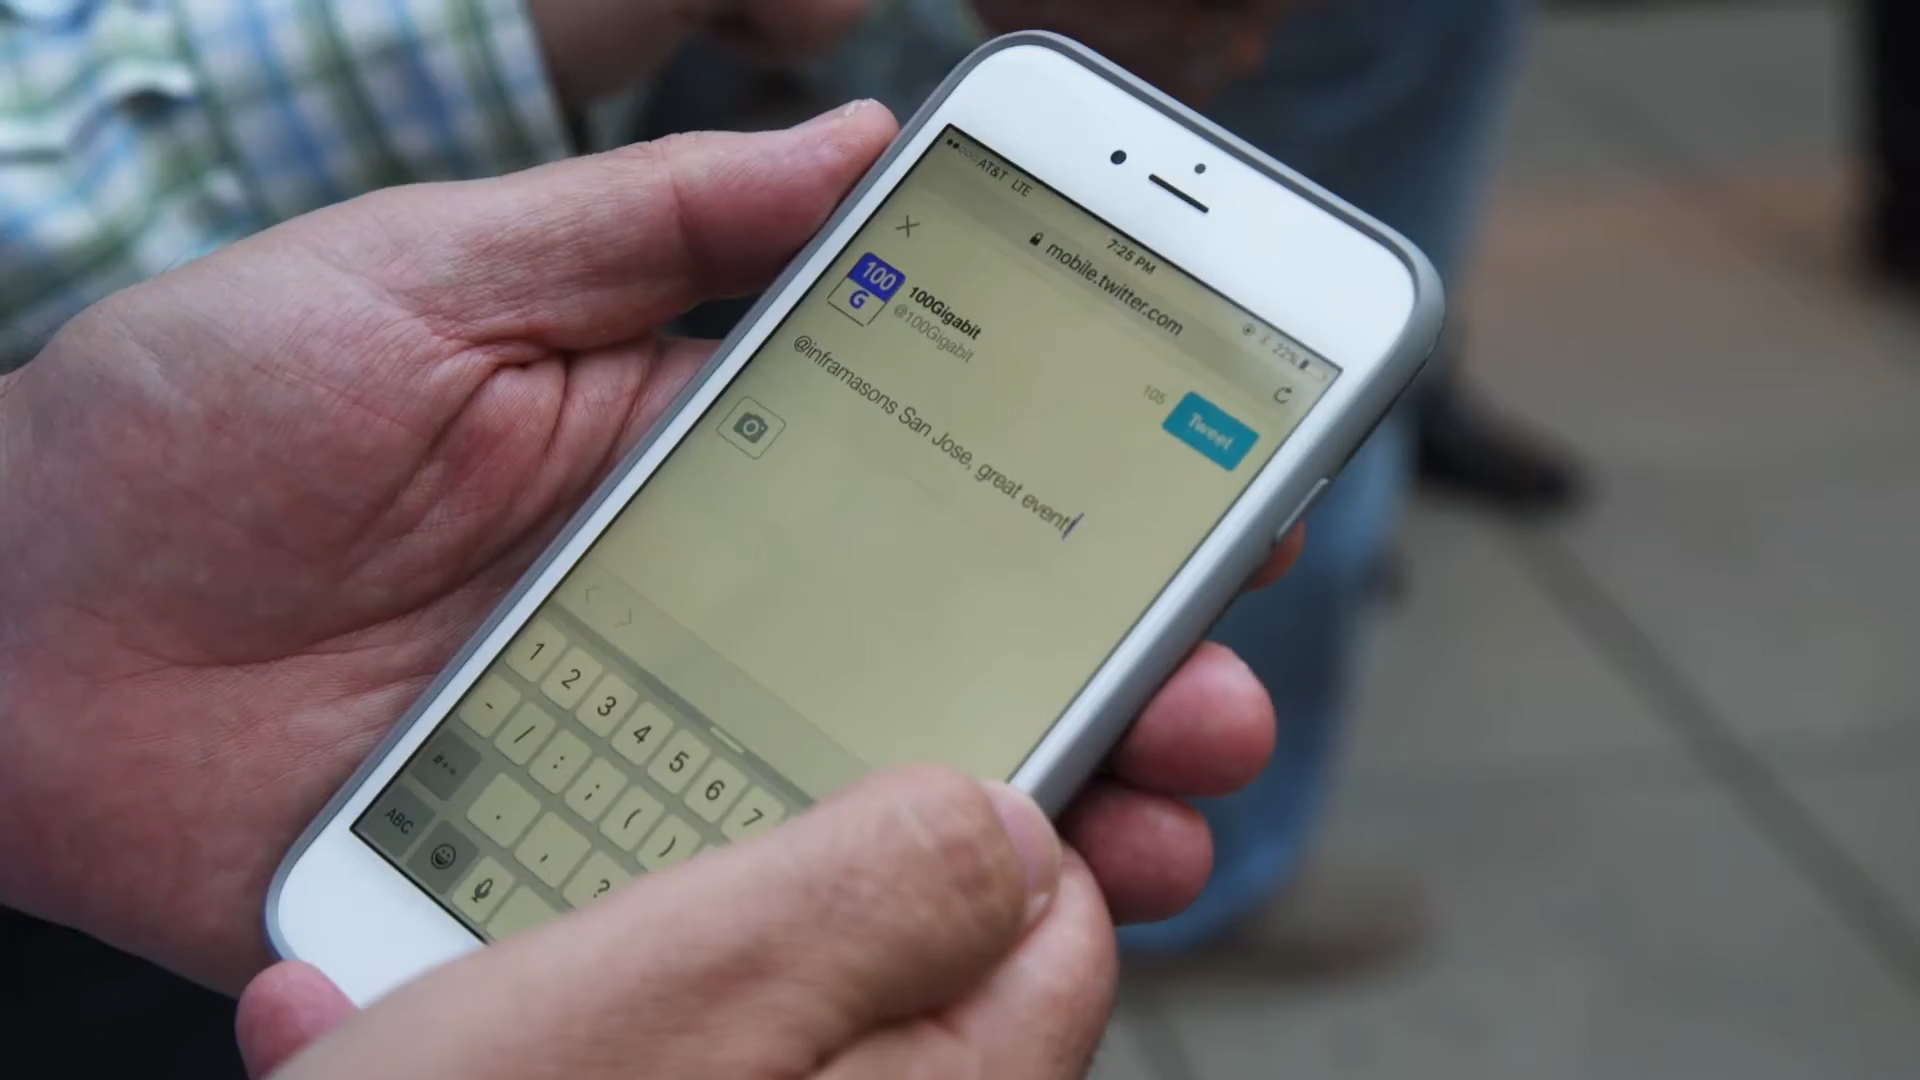 AT&T LTE
7:25 PM
22%
mobile.twitter.com
100
G
100Gigabit
@100Gigabit
105
Tweet
@inframasons San Jose, great event!
1 2 3 4 5 6 7
- / : ; ( )
#+=
. , ?
ABC